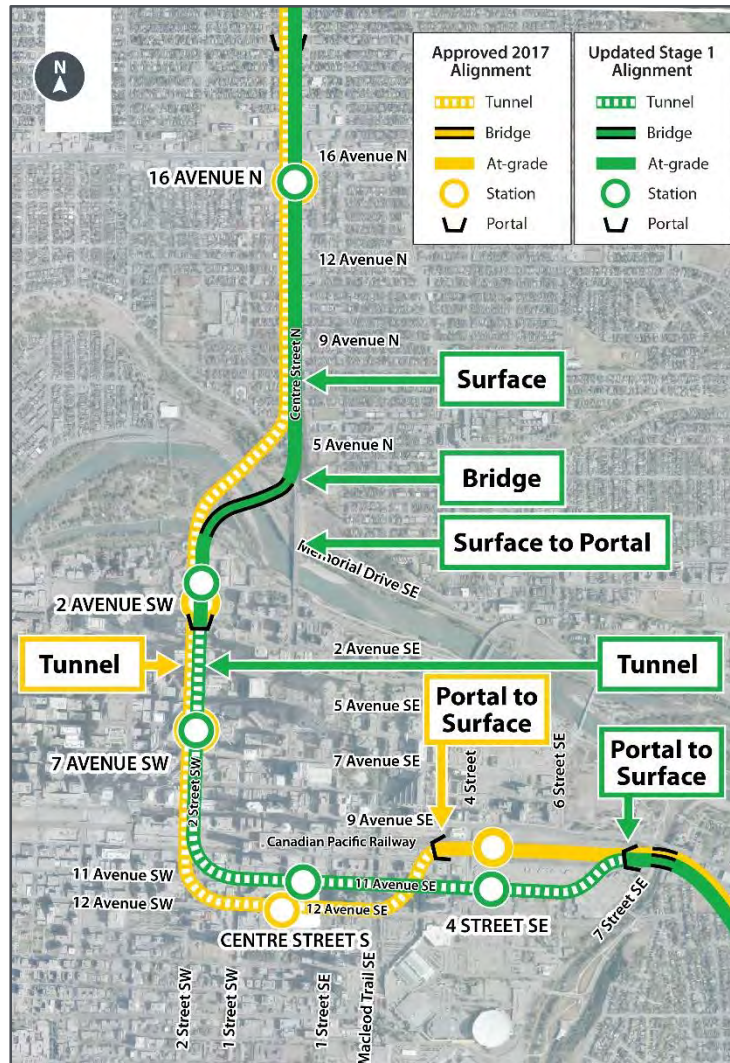 N
Approved 2017
Alignment
Tunnel
Bridge
At-grade
Station
Portal
Updated Stage 1
Alignment
Tunnel
Bridge
At-grade
Station
Portal
16 Avenue N
16 AVENUE N
12 Avenue N
9 Avenue N
Centre Street N
Surface
5 Avenue N
Bridge
Surface to Portal
Memorial Drive SE
2 AVENUE SW
2 Avenue SE
Tunnel
Tunnel
5 Avenue SE
Portal to
Surface
7 AVENUE SW
7 Avenue SE
4 Street
6 Street SE
Portal to
Surface
2 Street SW
9 Avenue SE
Canadian Pacific Railway
11 Avenue SW
11 Avenue SE
12 Avenue SW
12 Avenue SE
7 Street SE
CENTRE STREET S
4 STREET SE
2 Street SW
1 Street SW
1 Street SE
Macleod Trail SE